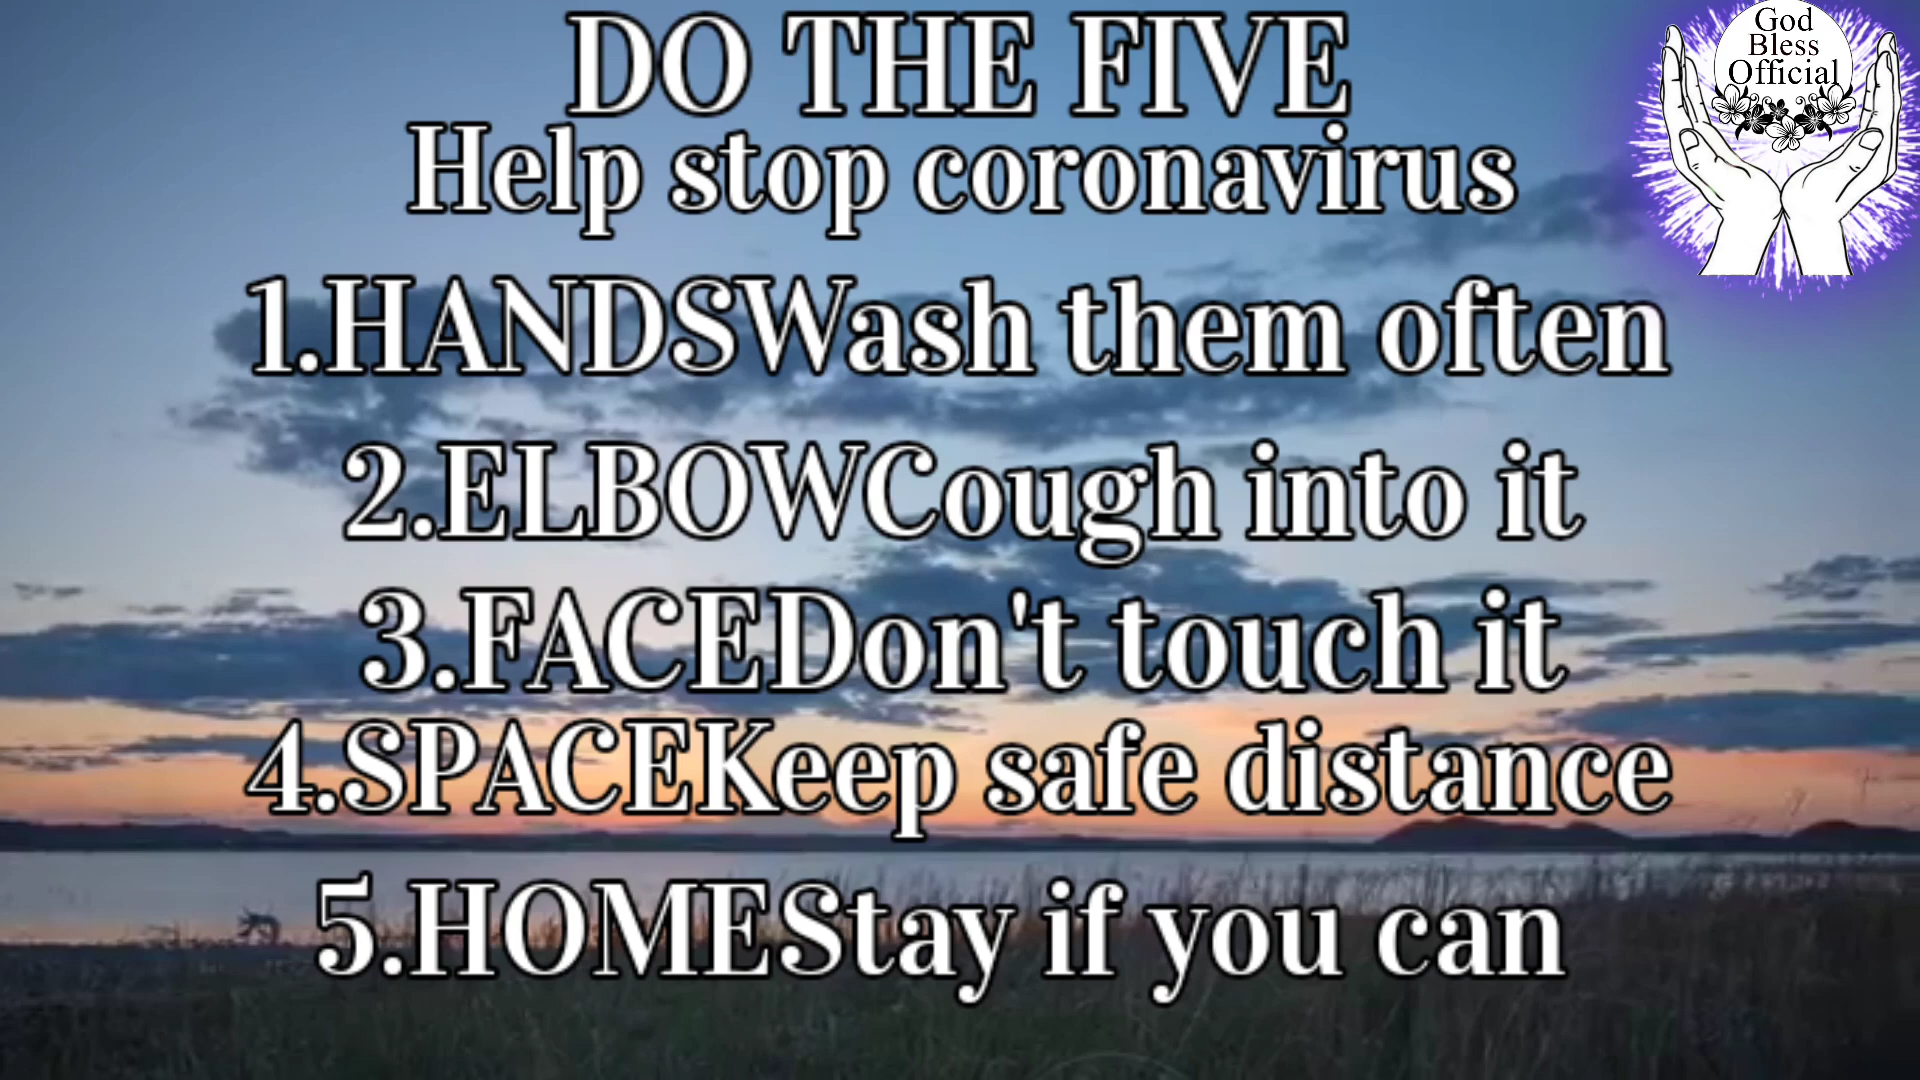 DO THE FIVE
Help stop coronavirus
1.HANDSWash them often
2.ELBOWCough into it
3.FACEDon't touch it
4.SPACEKeep safe distance
5.HOMEStay if you can
God
Bless
Official